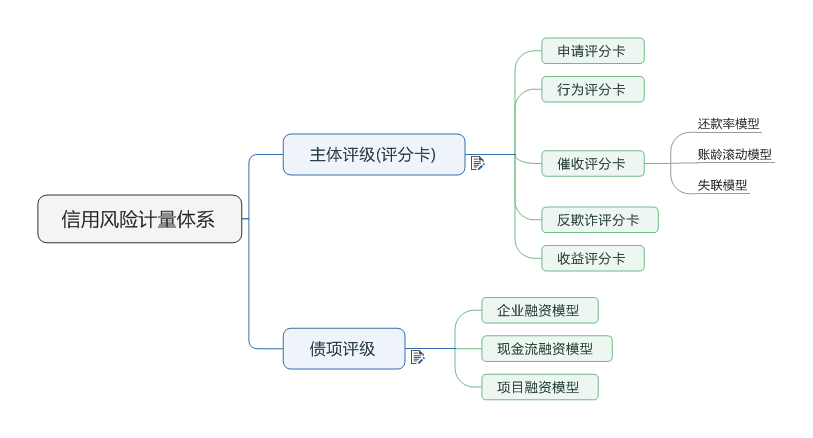 信用风险计量体系
主体评级(评分卡)
申请评分卡
行为评分卡
催收评分卡
还款率模型
账龄滚动模型
失联模型
反欺诈评分卡
收益评分卡
债项评级
企业融资模型
现金流融资模型
项目融资模型